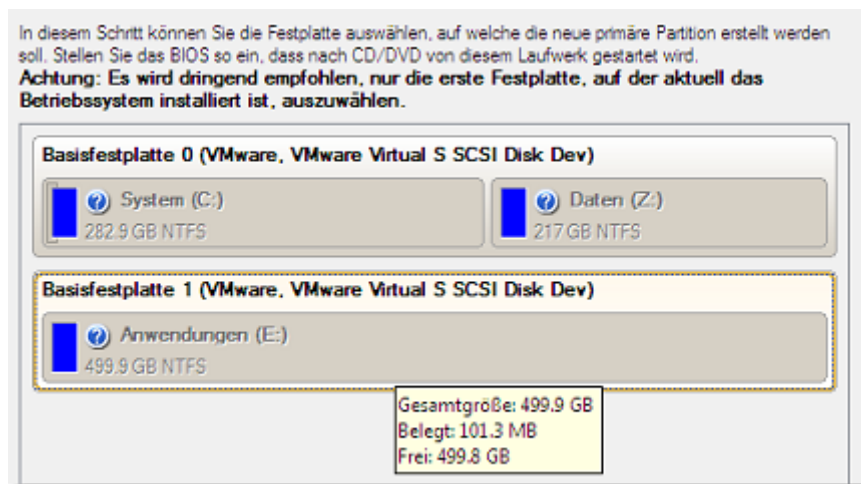 In diesem Schritt können Sie die Festplatte auswählen, auf welche die neue primäre Partition erstellt werden
soll. Stellen Sie das BIOS so ein, dass nach CD/DVD von diesem Laufwerk gestartet wird.
Achtung: Es wird dringend empfohlen, nur die erste Festplatte, auf der aktuell das
Betriebssystem installiert ist, auszuwählen.
Basisfestplatte 0 (VMware, VMware Virtual S SCSI Disk Dev)
System (C:)
282.9 GB NTFS
Daten (Z:)
217 GB NTFS
Basisfestplatte 1 (VMware, VMware Virtual S SCSI Disk Dev)
Anwendungen (E:)
499.9 GB NTFS
Gesamtgröße: 499.9 GB
Belegt: 101.3 MB
Frei: 499.8 GB